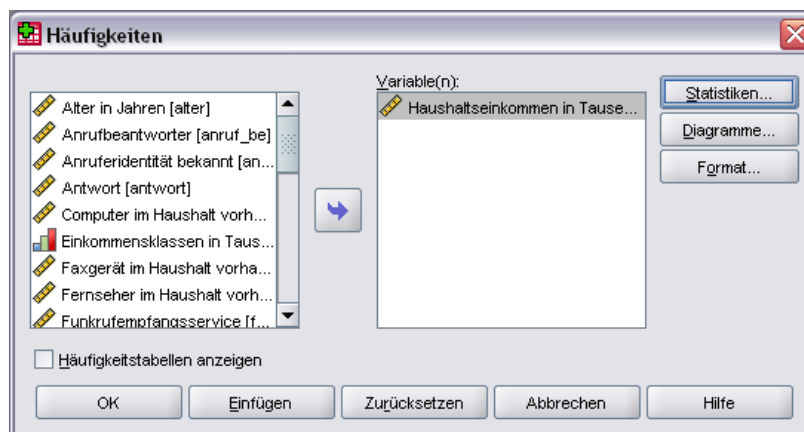 Häufigkeiten
Variable(n):
Alter in Jahren [alter]
Anrufbeantworter [anruf_be]
Anruferidentität bekannt [an...
Antwort [antwort]
Computer im Haushalt vorh...
Einkommensklassen in Taus...
Faxgerät im Haushalt vorha...
Fernseher im Haushalt vorh...
Funkrufempfangsservice [f...
Haushaltseinkommen in Tause...
Statistiken...
Diagramme...
Format...
Häufigkeitstabellen anzeigen
OK
Einfügen
Zurücksetzen
Abbrechen
Hilfe